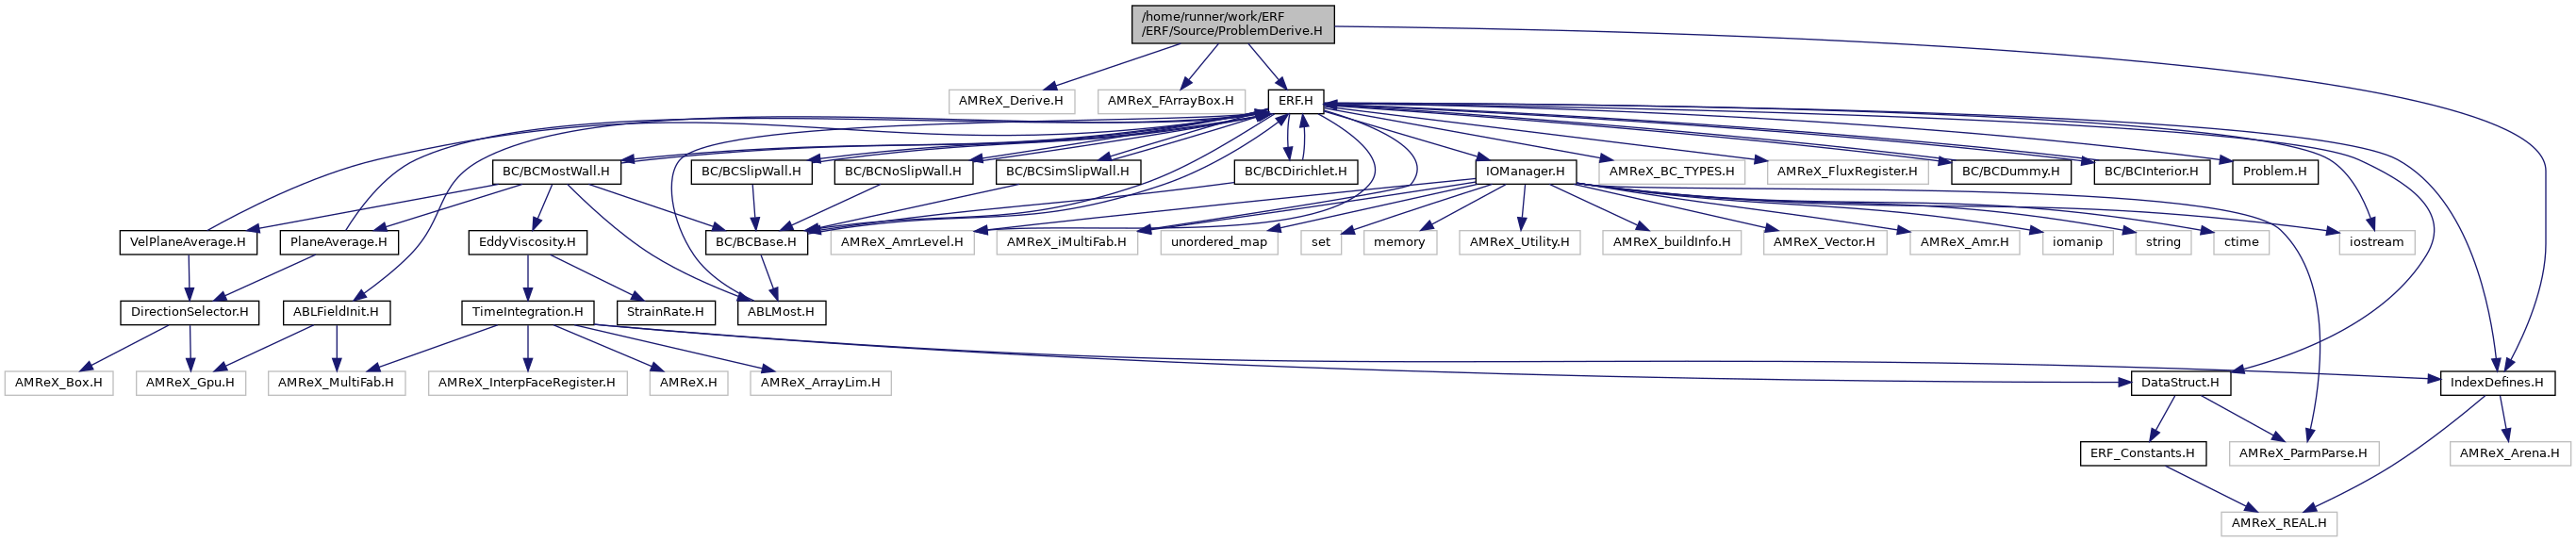 /home/runner/work/ERF
/ERF/Source/ProblemDerive.H
AMReX_Derive.H
AMReX_FArrayBox.H
ERF.H
BC/BCMostWall.H
BC/BCSlipWall.H
BC/BCNoSlipWall.H
BC/BCSimSlipWall.H
BC/BCDirichlet.H
IOManager.H
AMReX_BC_TYPES.H
AMReX_FluxRegister.H
BC/BCDummy.H
BC/BCInterior.H
Problem.H
VelPlaneAverage.H
PlaneAverage.H
EddyViscosity.H
BC/BCBase.H
AMReX_AmrLevel.H
AMReX_iMultiFab.H
unordered_map
set
memory
AMReX_Utility.H
AMReX_buildInfo.H
AMReX_Vector.H
AMReX_Amr.H
iomanip
string
ctime
iostream
DirectionSelector.H
ABLFieldInit.H
TimeIntegration.H
StrainRate.H
ABLMost.H
AMReX_Box.H
AMReX_Gpu.H
AMReX_MultiFab.H
AMReX_InterpFaceRegister.H
AMReX.H
AMReX_ArrayLim.H
DataStruct.H
IndexDefines.H
ERF_Constants.H
AMReX_ParmParse.H
AMReX_Arena.H
AMReX_REAL.H